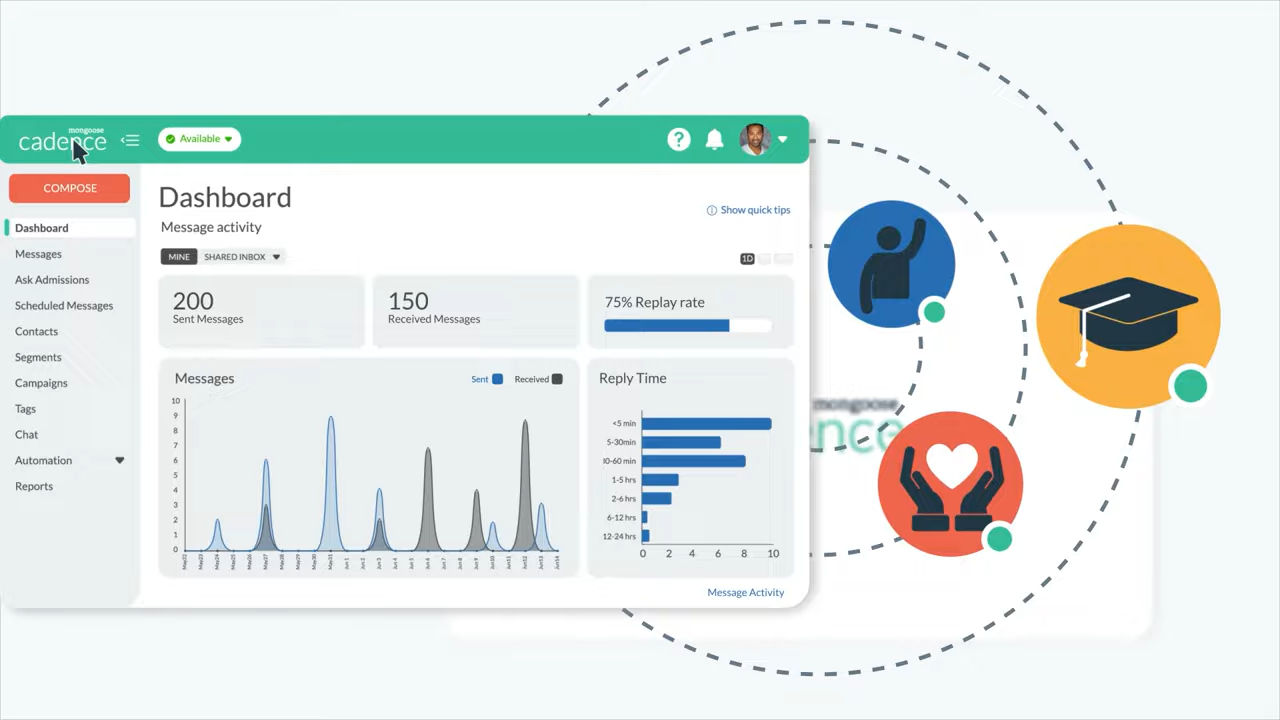 mongoose
cadence
Available
?
COMPOSE
Dashboard
Messages
Ask Admissions
Scheduled Messages
Contacts
Segments
Campaigns
Tags
Chat
Automation
Reports
Dashboard
Show quick tips
Message activity
MINE SHARED INBOX
1D
200
Sent Messages
150
Received Messages
75% Replay rate
Messages
Sent Received
10
9
8
7
6
5
4
3
2
1
0
Reply Time
<5 min
5-30min
10-60 min
1-5 hrs
2-6 hrs
6-12 hrs
12-24 hrs
0 2 4 6 8 10
Message Activity
mongoose
ence